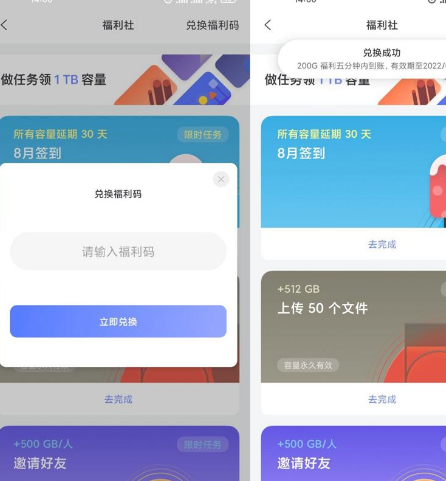 福利社
兑换福利码
做任务领 1 TB 容量
所有容量延期 30 天
限时任务
8月签到
兑换福利码
请输入福利码
立即兑换
去完成
+500 GB/人
限时任务
邀请好友
福利社
兑换成功
200G 福利五分钟内到账，有效期至2022/
做任务领 1 TB 容量
所有容量延期 30 天
8月签到
去完成
+512 GB
上传 50 个文件
容量永久有效
去完成
+500 GB/人
邀请好友